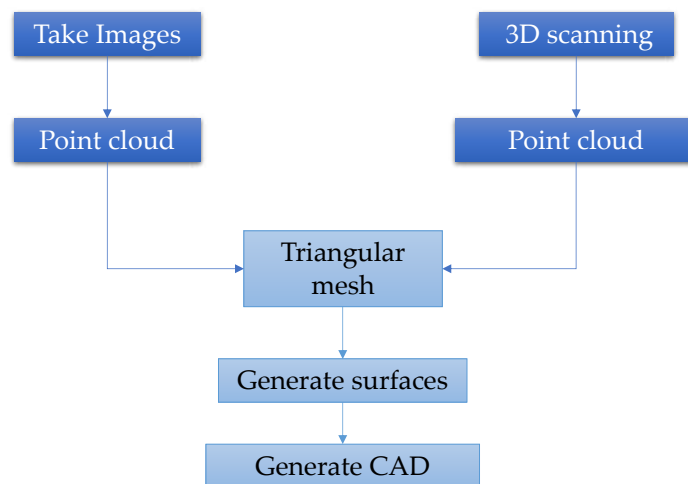 Take Images
3D scanning
Point cloud
Point cloud
Triangular
mesh
Generate surfaces
Generate CAD